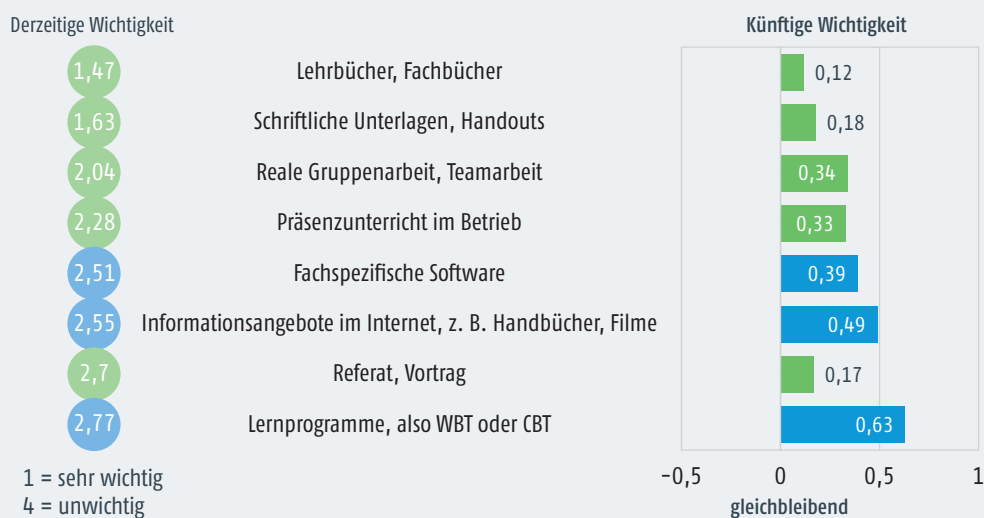 Derzeitige Wichtigkeit
Künftige Wichtigkeit
1,47 Lehrbücher, Fachbücher 0,12
1,63 Schriftliche Unterlagen, Handouts 0,18
2,04 Reale Gruppenarbeit, Teamarbeit 0,34
2,28 Präsenzunterricht im Betrieb 0,33
2,51 Fachspezifische Software 0,39
2,55 Informationsangebote im Internet, z. B. Handbücher, Filme 0,49
2,7 Referat, Vortrag 0,17
2,77 Lernprogramme, also WBT oder CBT 0,63
1 = sehr wichtig
4 = unwichtig
−0,5 0 0,5 1
gleichbleibend